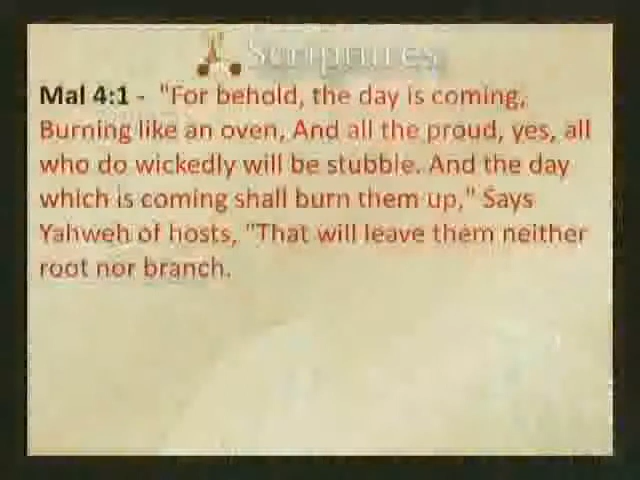 Scriptures
Mal 4:1 - "For behold, the day is coming,
Burning like an oven, And all the proud, yes, all
who do wickedly will be stubble. And the day
which is coming shall burn them up," Says
Yahweh of hosts, "That will leave them neither
root nor branch.